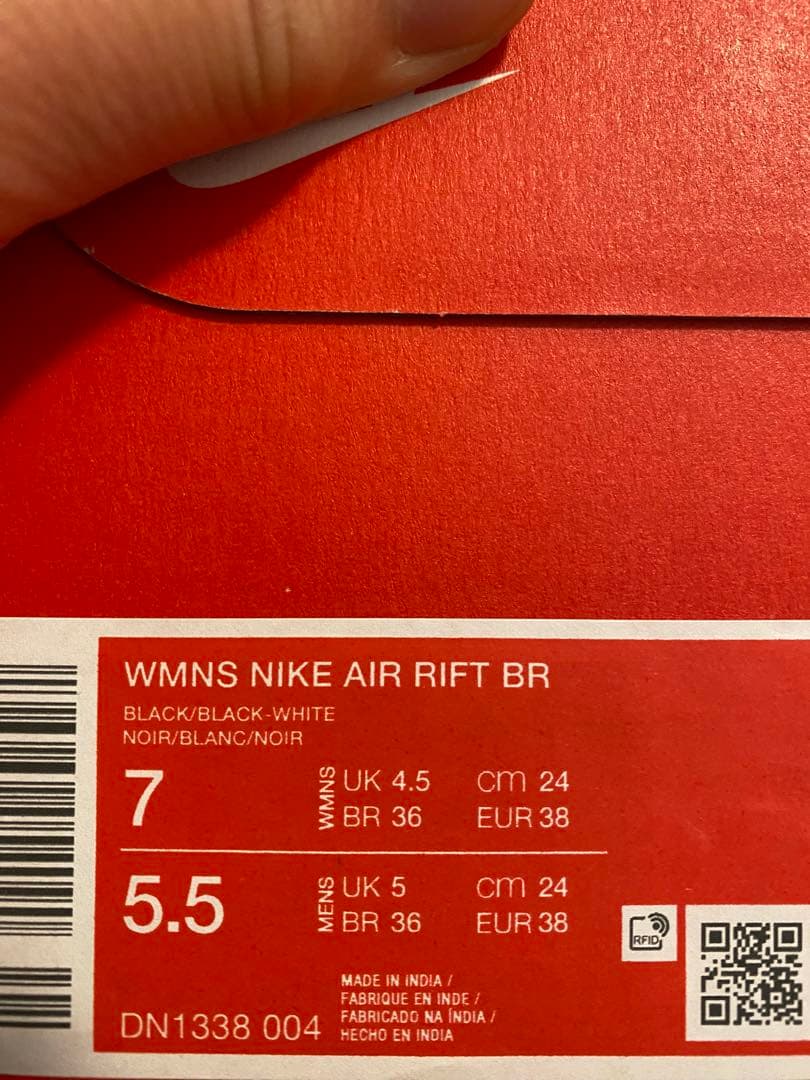 WMNS NIKE AIR RIFT BR
BLACK/BLACK-WHITE
NOIR/BLANC/NOIR
7 WMNS UK 4.5 cm 24
BR 36 EUR 38
5.5 MENS UK 5 cm 24
BR 36 EUR 38
RFID
MADE IN INDIA /
FABRIQUE EN INDE /
FABRICADO NA ÍNDIA /
HECHO EN INDIA
DN1338 004